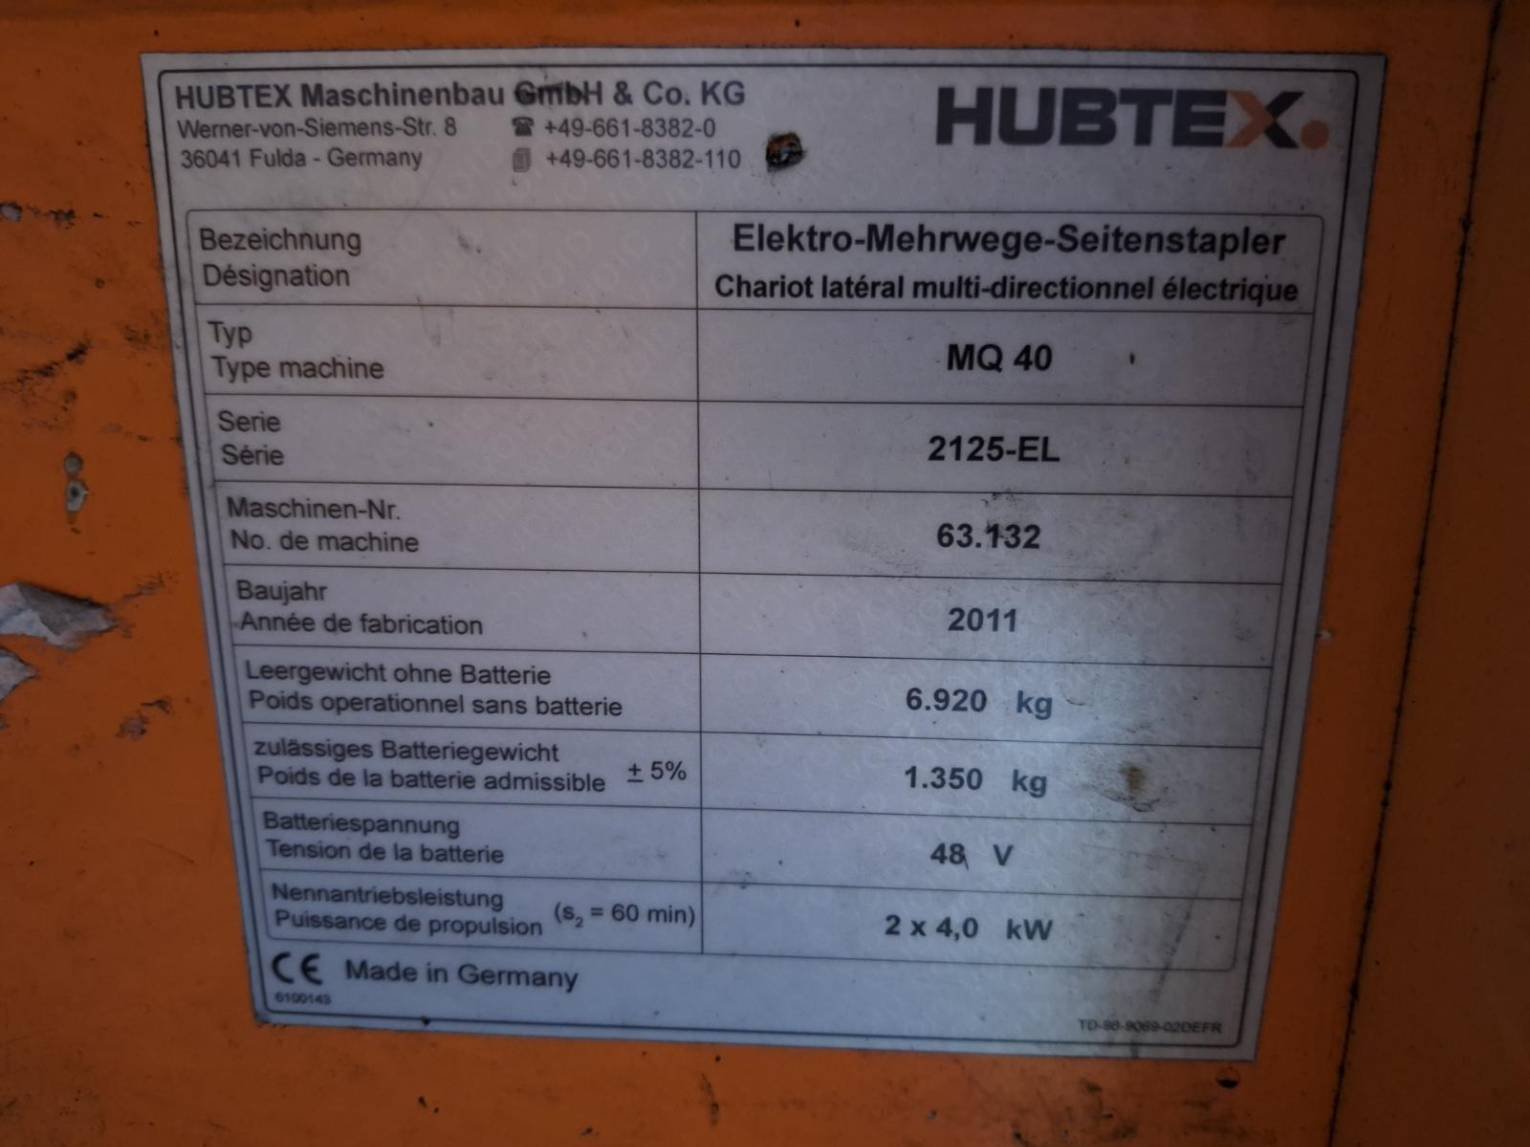 HUBTEX Maschinenbau GmbH & Co. KG
Werner-von-Siemens-Str. 8 ☎ +49-661-8382-0
36041 Fulda - Germany +49-661-8382-110
HUBTEX.
Bezeichnung
Désignation
Elektro-Mehrwege-Seitenstapler
Chariot latéral multi-directionnel électrique
Typ
Type machine
MQ 40
Serie
Série
2125-EL
Maschinen-Nr.
No. de machine
63.132
Baujahr
Année de fabrication
2011
Leergewicht ohne Batterie
Poids operationnel sans batterie
6.920 kg
zulässiges Batteriegewicht
Poids de la batterie admissible ± 5%
1.350 kg
Batteriespannung
Tension de la batterie
48 V
Nennantriebsleistung
Puissance de propulsion (s₂ = 60 min)
2 x 4,0 kW
CE Made in Germany
6100143
TD-86-9069-02DEFR